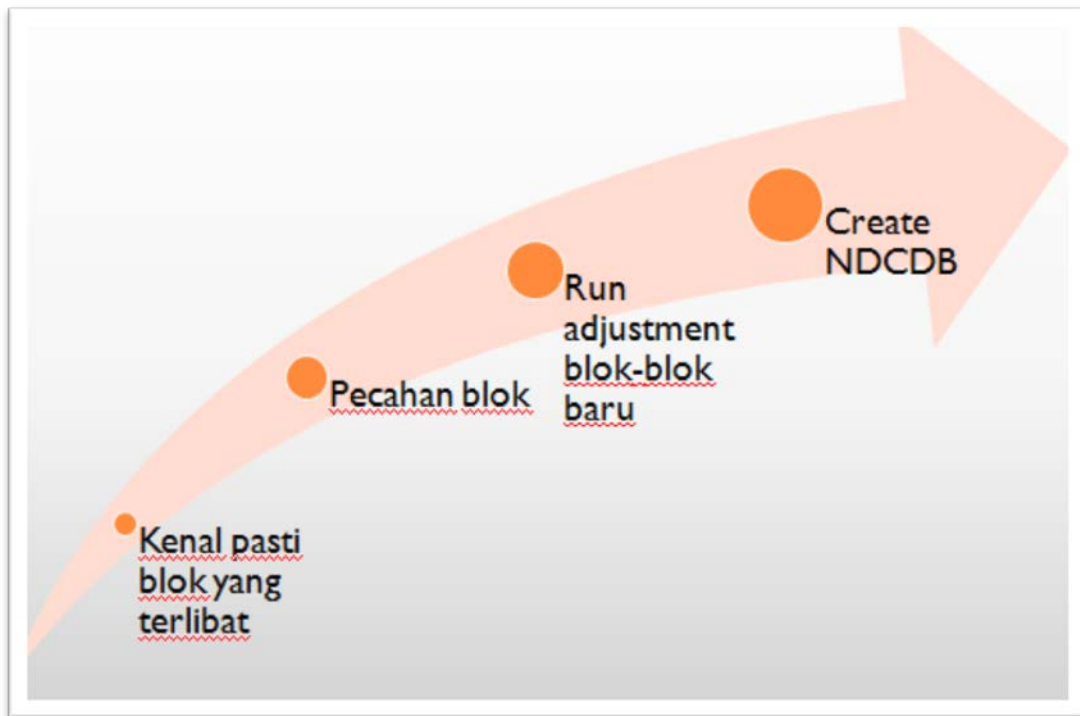 Kenal pasti
blok yang
terlibat
Pecahan blok
Run
adjustment
blok-blok
baru
Create
NDCDB